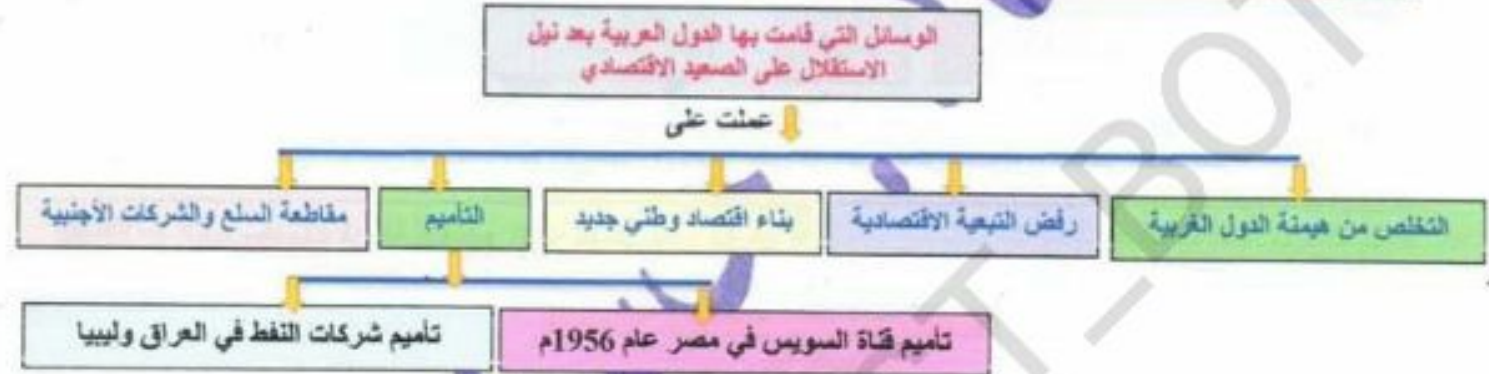 الوسائل التي قامت بها الدول العربية بعد نيل
الاستقلال على الصعيد الاقتصادي
عملت على
التخلص من هيمنة الدول الغربية
رفض التبعية الاقتصادية
بناء اقتصاد وطني جديد
التأميم
مقاطعة السلع والشركات الأجنبية
تأميم قناة السويس في مصر عام 1956م
تأميم شركات النفط في العراق وليبيا